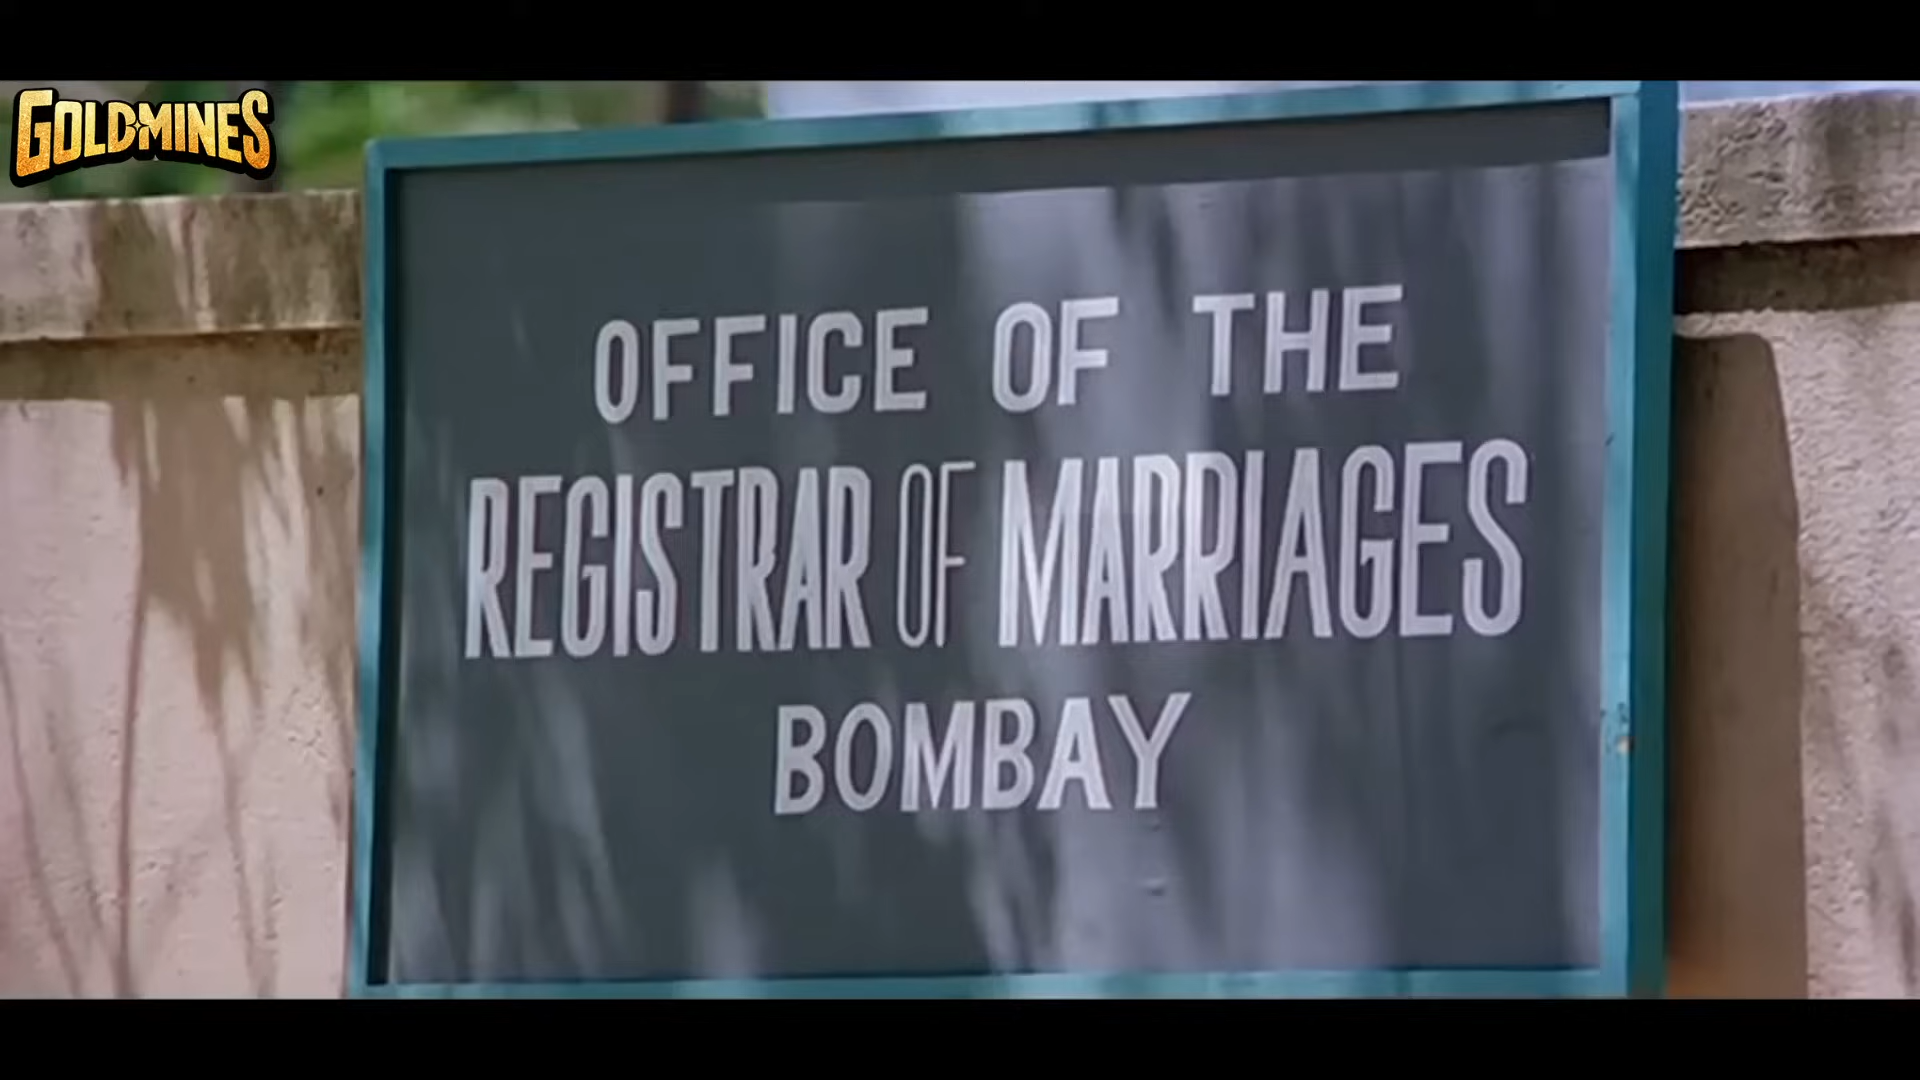 GOLDMINES
OFFICE OF THE
REGISTRAR OF MARRIAGES
BOMBAY